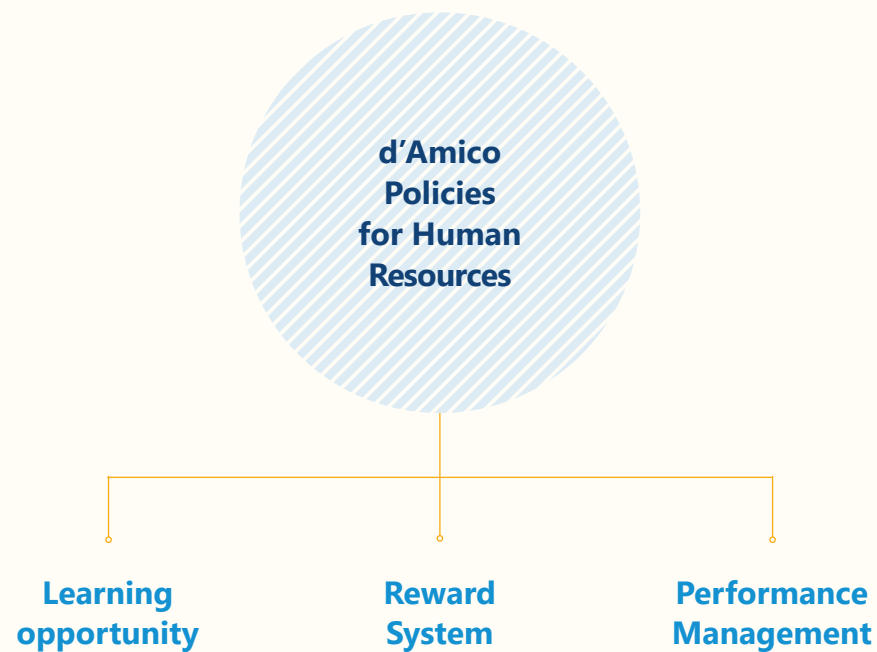 d’Amico
Policies
for Human
Resources
Learning
opportunity
Reward
System
Performance
Management